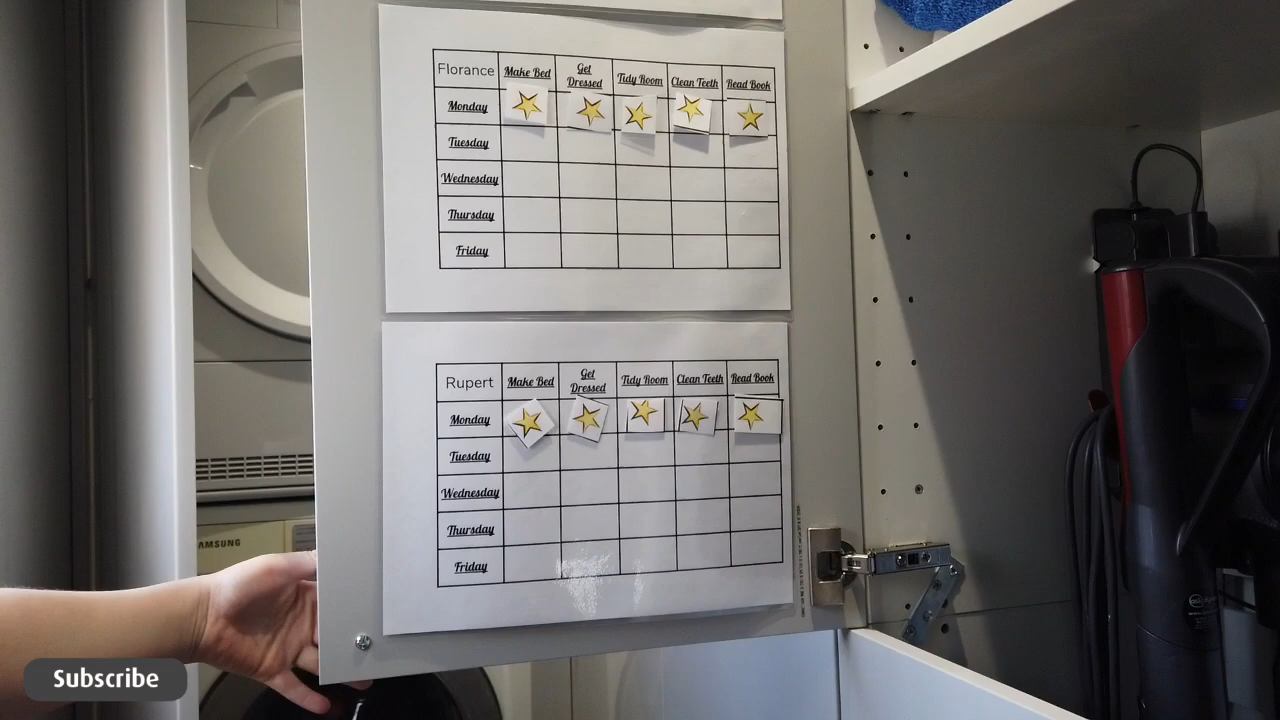 Florance Make Bed Get Dressed Tidy Room Clean Teeth Read Book
Monday
Tuesday
Wednesday
Thursday
Friday
Rupert Make Bed Get Dressed Tidy Room Clean Teeth Read Book
Monday
Tuesday
Wednesday
Thursday
Friday
SAMSUNG
Subscribe